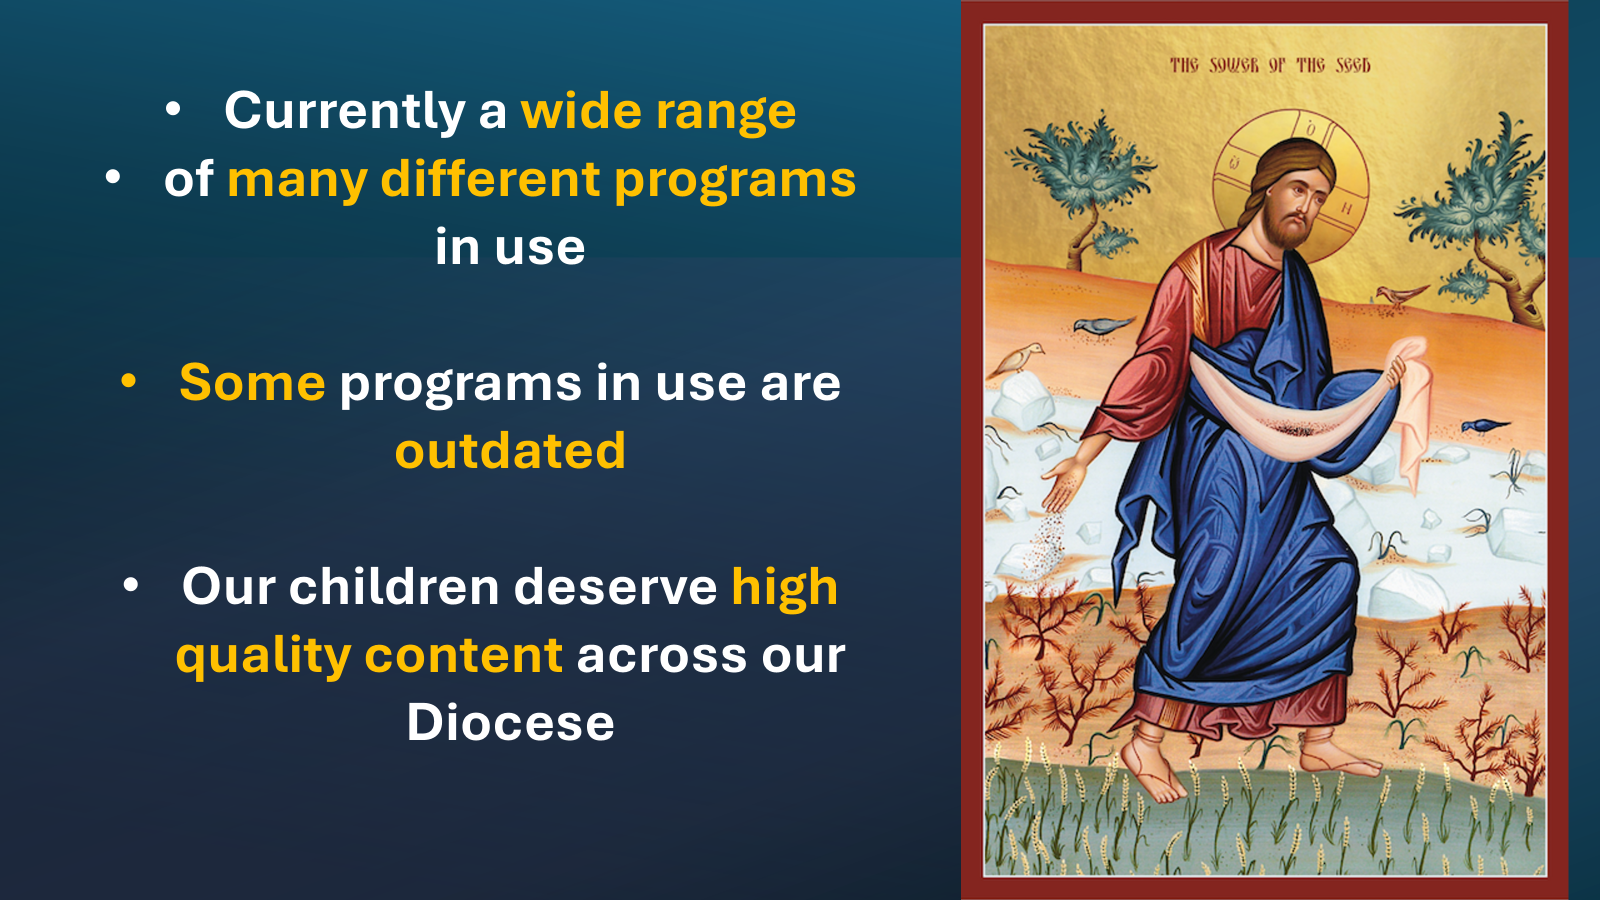 • Currently a wide range
• of many different programs
in use
• Some programs in use are
outdated
• Our children deserve high
quality content across our
Diocese
THE SOWER OF THE SEED
Ὁ
ὤ
Η